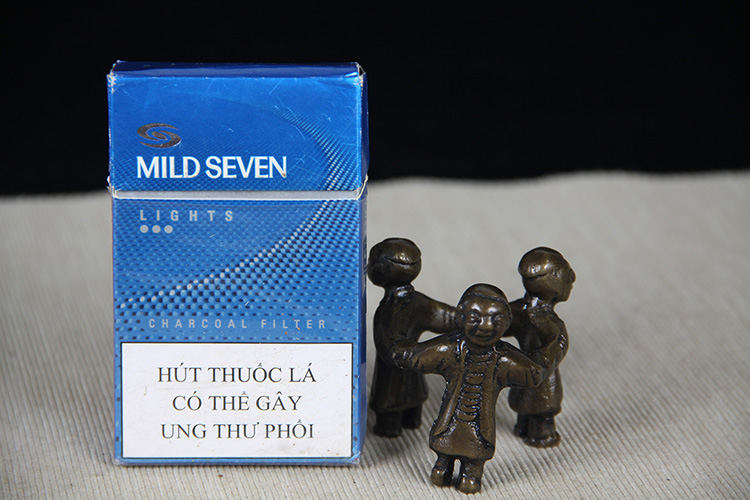 MILD SEVEN
LIGHTS
CHARCOAL FILTER
HÚT THUỐC LÁ
CÓ THỂ GÂY
UNG THƯ PHỔI